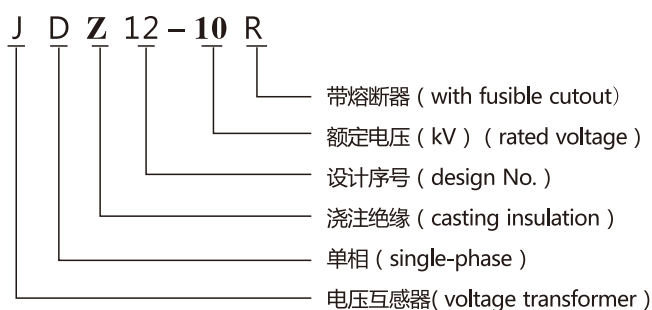 J D Z 12 – 10 R
带熔断器 ( with fusible cutout)
额定电压 ( kV ) ( rated voltage )
设计序号 ( design No. )
浇注绝缘 ( casting insulation )
单相 ( single-phase )
电压互感器( voltage transformer )